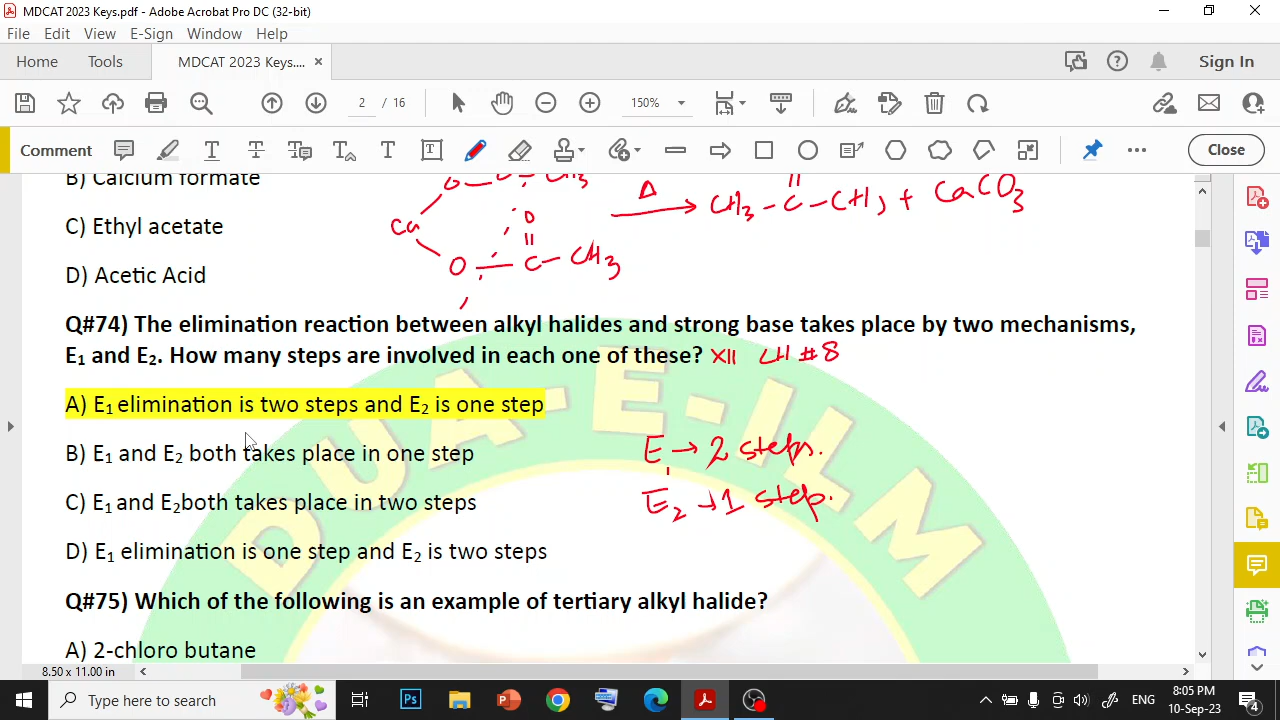 MDCAT 2023 Keys.pdf - Adobe Acrobat Pro DC (32-bit)
File Edit View E-Sign Window Help
Home Tools MDCAT 2023 Keys.... × Sign In
2 / 16 150%
Comment Close
B) Calcium formate
C) Ethyl acetate
D) Acetic Acid
Ca
O – C – CH3
O
Δ
CH3 – C – CH3 + CaCO3
Q#74) The elimination reaction between alkyl halides and strong base takes place by two mechanisms,
E1 and E2. How many steps are involved in each one of these? XII CH #8
A) E1 elimination is two steps and E2 is one step
B) E1 and E2 both takes place in one step
C) E1 and E2both takes place in two steps
D) E1 elimination is one step and E2 is two steps
E1 → 2 steps.
E2 → 1 step.
Q#75) Which of the following is an example of tertiary alkyl halide?
A) 2-chloro butane
DUA-E-ILM
8.50 x 11.00 in
Type here to search
Ps
ENG
8:05 PM
10-Sep-23
4